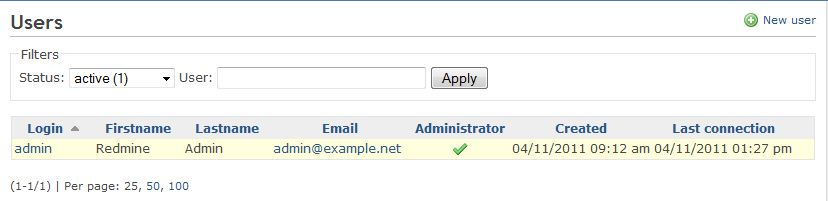 Users
New user
Filters
Status: active (1) User: Apply
Login Firstname Lastname Email Administrator Created Last connection
admin Redmine Admin admin@example.net 04/11/2011 09:12 am 04/11/2011 01:27 pm
(1-1/1) | Per page: 25, 50, 100